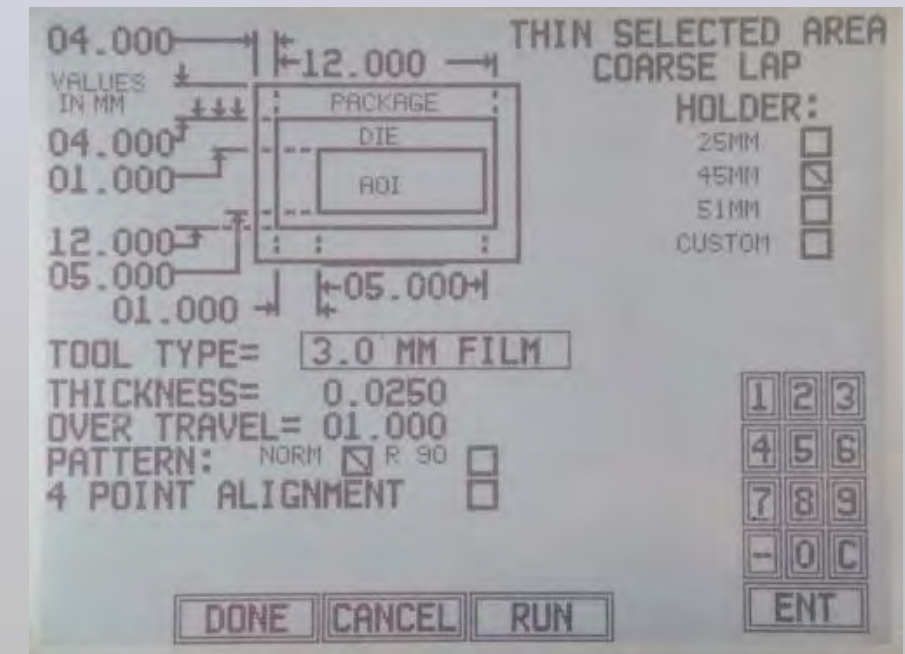 THIN SELECTED AREA
COARSE LAP
04.000
12.000
VALUES
IN MM
PACKAGE
DIE
AOI
04.000
01.000
12.000
05.000
01.000
05.000
HOLDER:
25MM
45MM
51MM
CUSTOM
TOOL TYPE= 3.0 MM FILM
THICKNESS= 0.0250
OVER TRAVEL= 01.000
PATTERN: NORM R 90
4 POINT ALIGNMENT
1 2 3
4 5 6
7 8 9
- 0 C
ENT
DONE CANCEL RUN